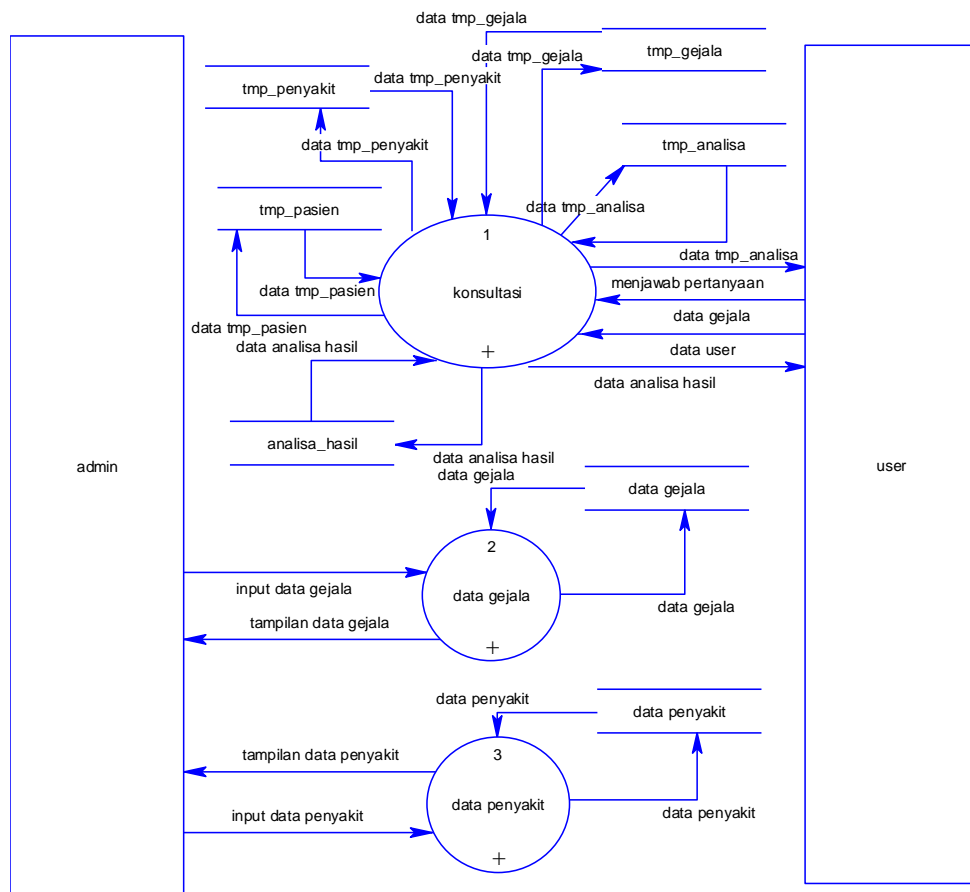 data tmp_gejala
data tmp_gejala
tmp_gejala
tmp_penyakit
data tmp_penyakit
data tmp_penyakit
tmp_analisa
tmp_pasien
data tmp_analisa
1
data tmp_analisa
konsultasi
menjawab pertanyaan
data tmp_pasien
data gejala
data tmp_pasien
data analisa hasil
data user
+
data analisa hasil
analisa_hasil
data analisa hasil
admin
user
data gejala
data gejala
2
input data gejala
data gejala
data gejala
tampilan data gejala
+
data penyakit
data penyakit
3
tampilan data penyakit
data penyakit
data penyakit
input data penyakit
+